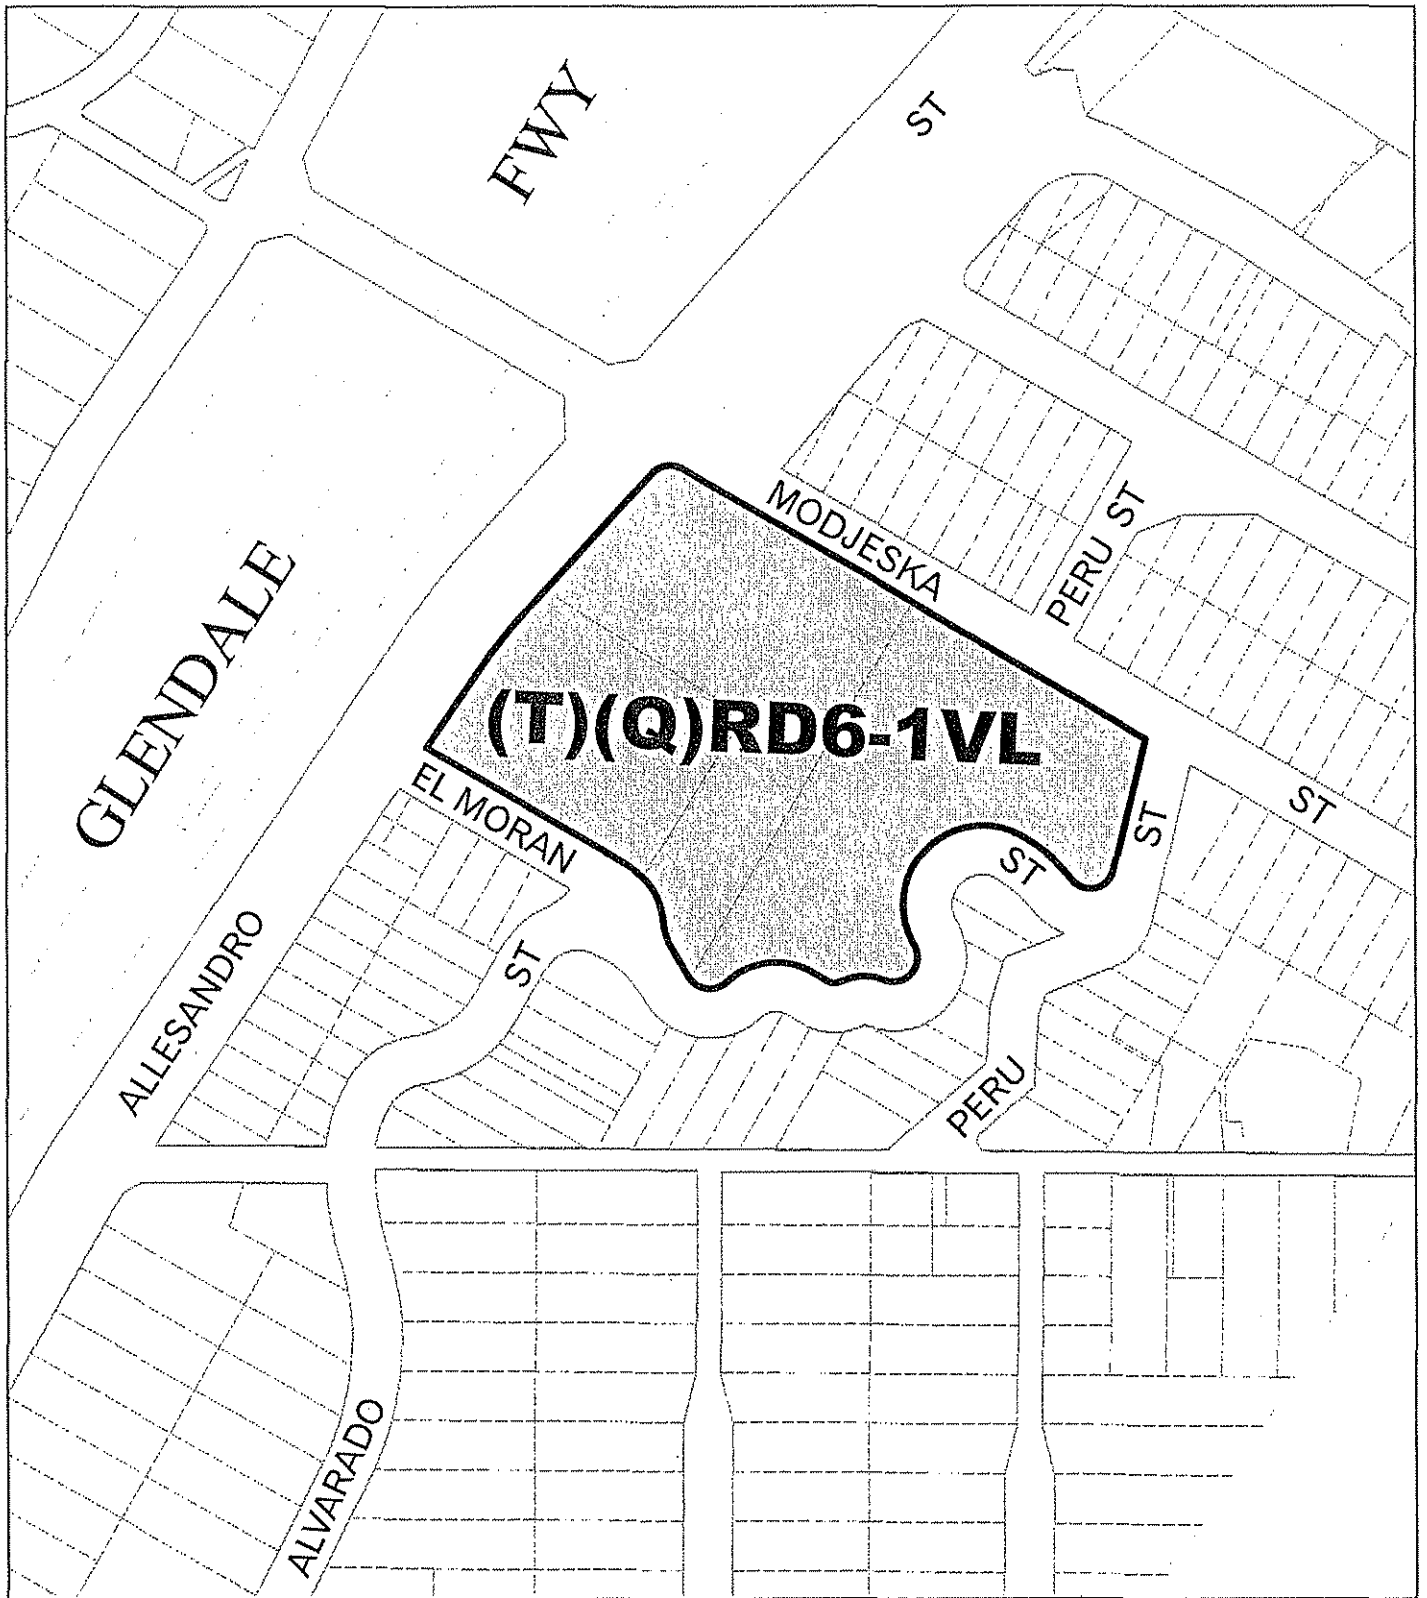 FWY
ST
GLENDALE
MODJESKA
PERU ST
(T)(Q)RD6-1VL
EL MORAN
ST
ST
ST
ALLESANDRO
ST
PERU
ALVARADO